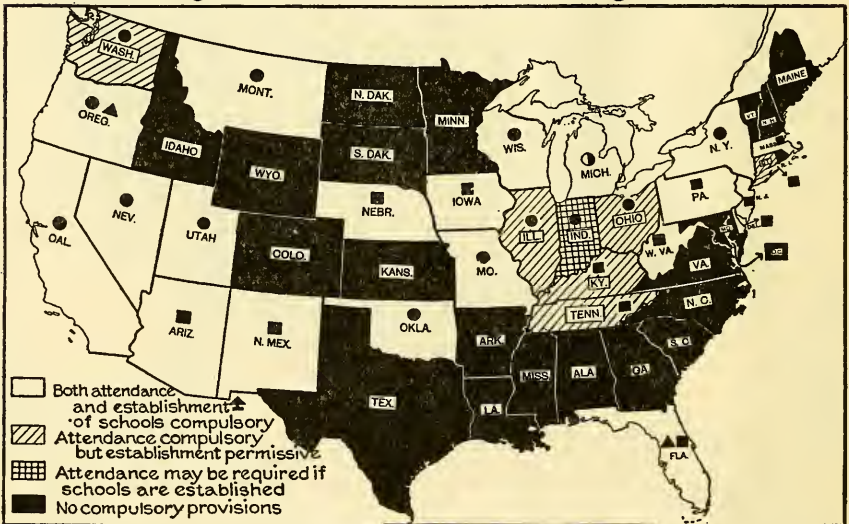 WASH.
MONT.
N. DAK.
MINN.
MAINE
OREG.
IDAHO
WYO.
S. DAK.
WIS.
MICH.
N. Y.
VT.
N. H.
MASS.
NEV.
UTAH
NEBR.
IOWA
PA.
N. J.
CAL.
COLO.
KANS.
MO.
ILL.
IND.
OHIO
W. VA.
VA.
DC
KY.
ARIZ.
N. MEX.
OKLA.
ARK.
TENN.
N. C.
S. C.
TEX.
LA.
MISS.
ALA
GA.
FLA.
Both attendance
and establishment
of schools compulsory
Attendance compulsory
but establishment permissive
Attendance may be required if
schools are established
No compulsory provisions